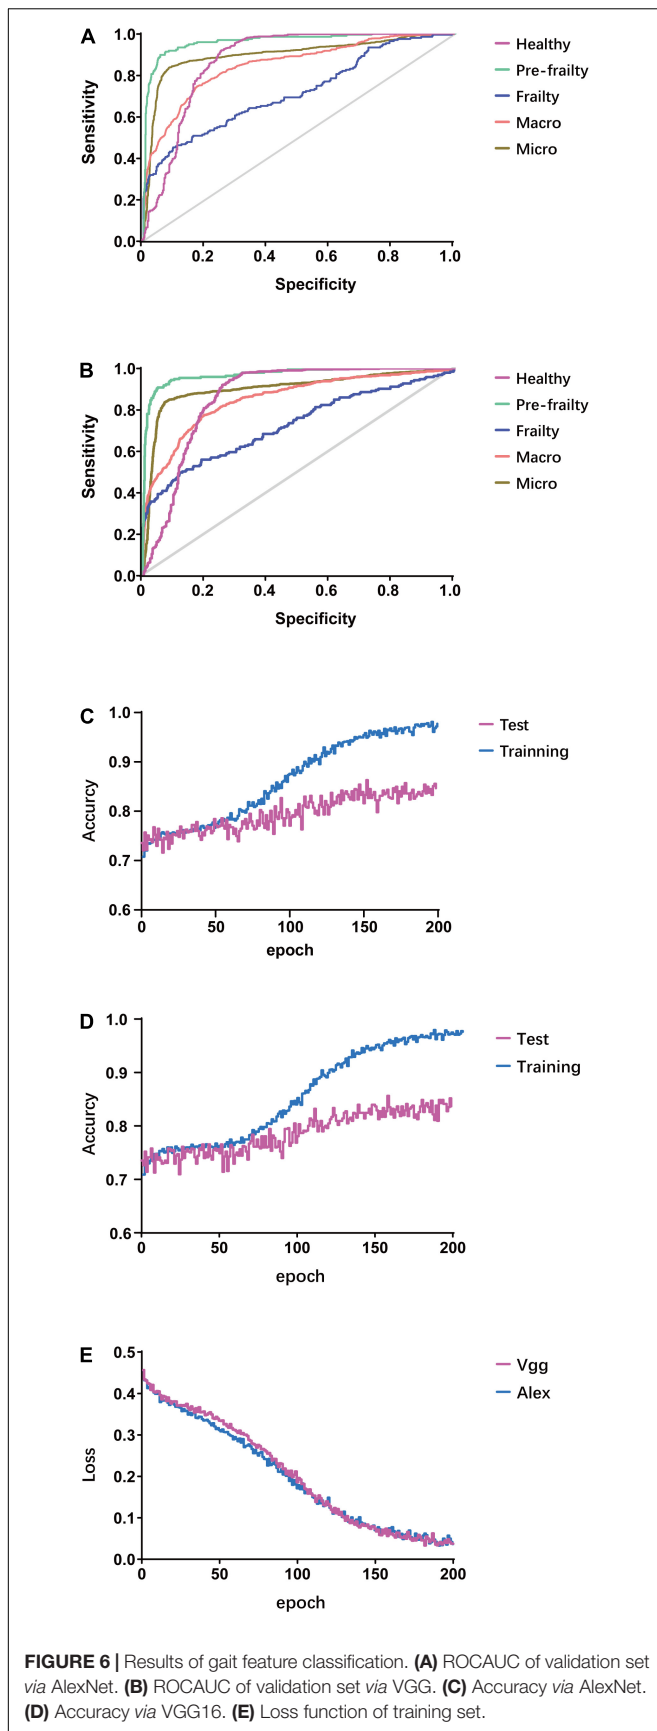 A
1.0
0.8
0.6
0.4
0.2
0.0
Sensitivity
0 0.2 0.4 0.6 0.8 1.0
Specificity
Healthy
Pre-frailty
Frailty
Macro
Micro
B
1.0
0.8
0.6
0.4
0.2
0.0
Sensitivity
0 0.2 0.4 0.6 0.8 1.0
Specificity
Healthy
Pre-frailty
Frailty
Macro
Micro
C
1.0
0.9
0.8
0.7
0.6
Accurcy
0 50 100 150 200
epoch
Test
Trainning
D
1.0
0.9
0.8
0.7
0.6
Accurcy
0 50 100 150 200
epoch
Test
Training
E
0.5
0.4
0.3
0.2
0.1
0.0
Loss
0 50 100 150 200
epoch
Vgg
Alex
FIGURE 6 | Results of gait feature classification. (A) ROCAUC of validation set
via AlexNet. (B) ROCAUC of validation set via VGG. (C) Accuracy via AlexNet.
(D) Accuracy via VGG16. (E) Loss function of training set.